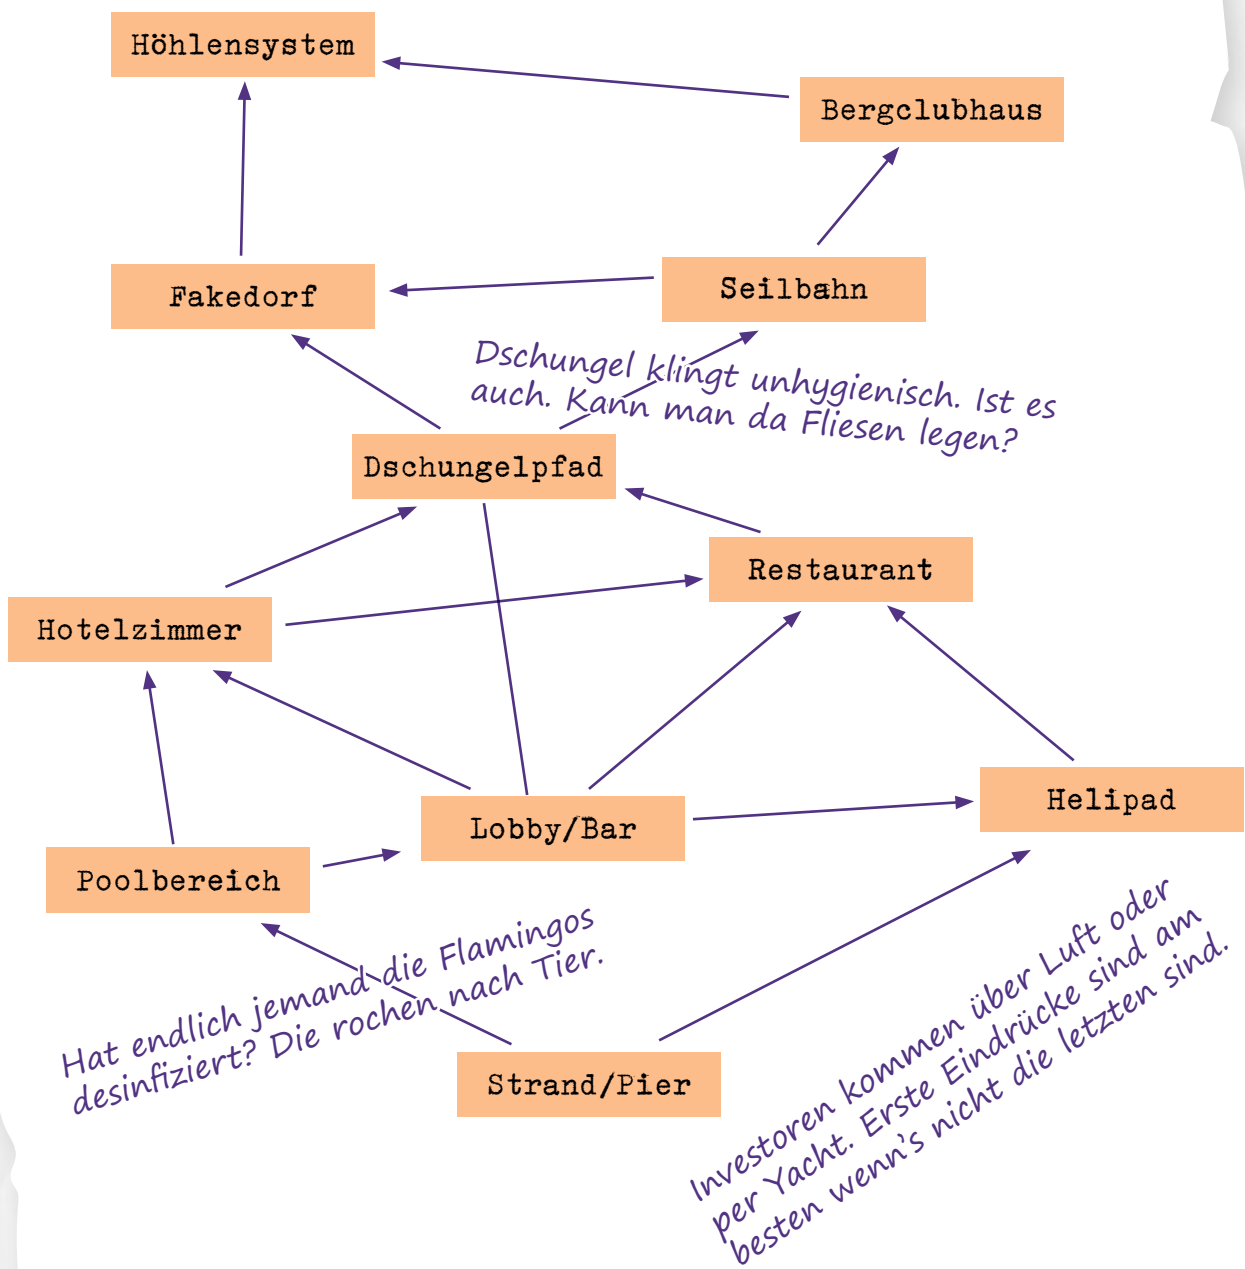 Höhlensystem
Bergclubhaus
Fakedorf
Seilbahn
Dschungel klingt unhygienisch. Ist es
auch. Kann man da Fliesen legen?
Dschungelpfad
Restaurant
Hotelzimmer
Helipad
Lobby/Bar
Poolbereich
Hat endlich jemand die Flamingos
desinfiziert? Die rochen nach Tier.
Strand/Pier
Investoren kommen über Luft oder
per Yacht. Erste Eindrücke sind am
besten wenn's nicht die letzten sind.